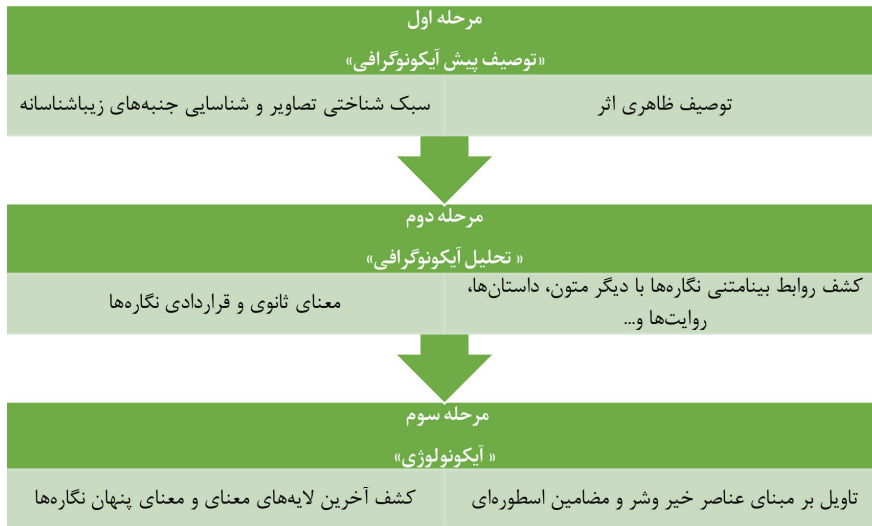 مرحله اول
«توصیف پیش آیکونوگرافی»
توصیف ظاهری اثر
سبک شناختی تصاویر و شناسایی جنبه‌های زیباشناسانه
مرحله دوم
« تحلیل آیکونوگرافی»
کشف روابط بینامتنی نگاره‌ها با دیگر متون، داستان‌ها،
روایت‌ها و...
معنای ثانوی و قراردادی نگاره‌ها
مرحله سوم
« آیکونولوژی»
تاویل بر مبنای عناصر خیر وشر و مضامین اسطوره‌ای
کشف آخرین لایه‌های معنای و معنای پنهان نگاره‌ها